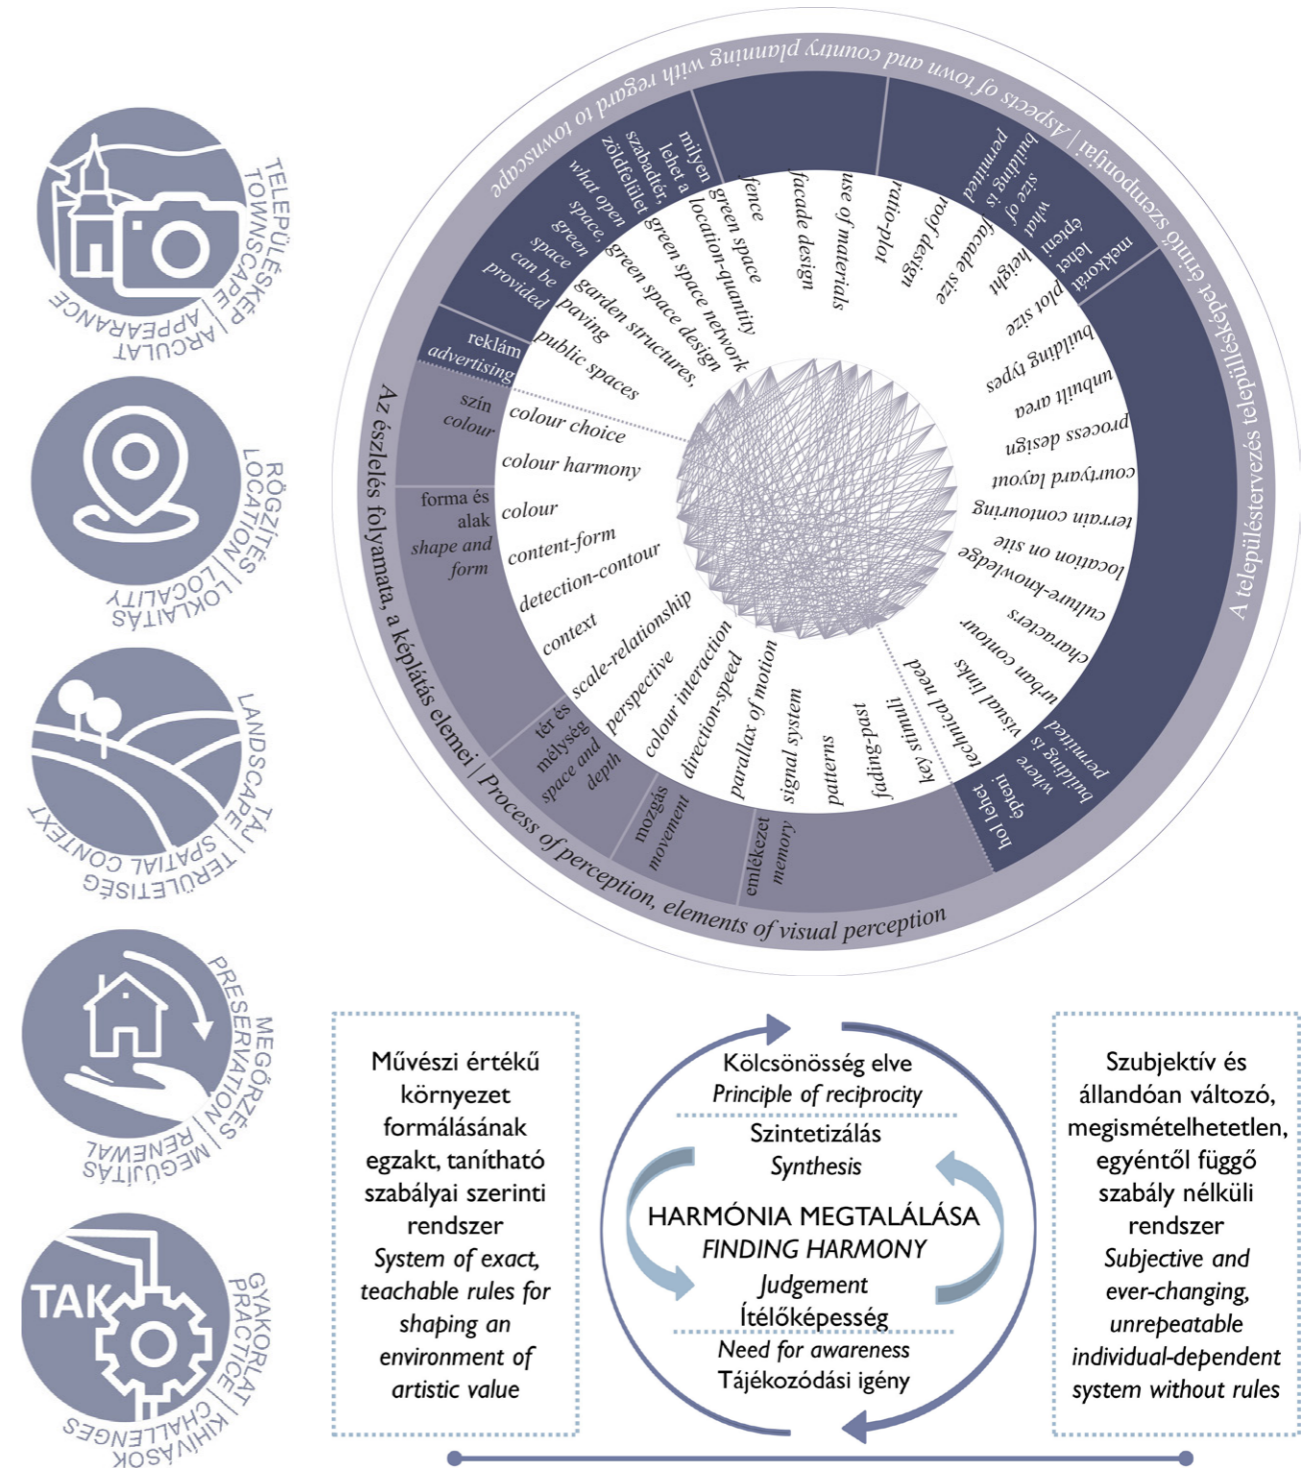 TELEPÜLÉSKÉP | ARCULAT
TOWNSCAPE | APPEARANCE
RÖGZÍTÉS | LOKLAITÁS
LOCATION | LOCALITY
TÁJ | TERÜLETISÉG
LANDSCAPE | SPATIAL CONTEXT
MEGŐRZÉS | MEGÚJÍTÁS
PRESERVATION | RENEWAL
TAK
GYAKORLAT | KIHÍVÁSOK
PRACTICE | CHALLENGES
A településtervezés településképet érintő szempontjai | Aspects of town and country planning with regard to townscape
Az észlelés folyamata, a képlátás elemei | Process of perception, elements of visual perception
milyen
lehet a
szabadtér,
zöldfelület
what open
space,
green
space
can be
provided
reklám
advertising
szín
colour
forma és
alak
shape and
form
tér és
mélység
space and
depth
mozgás
movement
emlékezet
memory
hol lehet
építeni
where
building is
permitted
mekkorát
lehet
építeni
what
size of
building is
permitted
fence
facade design
use of materials
ratio-plot
roof design
facade size
height
plot size
building types
unbuilt area
process design
courtyard layout
terrain contouring
location on site
culture-knowledge
characters
urban contour
visual links
technical need
key stimuli
fading-past
patterns
signal system
parallax of motion
direction-speed
colour interaction
perspective
scale-relationship
context
detection-contour
content-form
colour
colour harmony
colour choice
public spaces
garden structures,
paving
green space design
green space network
location-quantity
green space
Művészi értékű
környezet
formálásának
egzakt, tanítható
szabályai szerinti
rendszer
System of exact,
teachable rules for
shaping an
environment of
artistic value
Kölcsönösség elve
Principle of reciprocity
Szintetizálás
Synthesis
HARMÓNIA MEGTALÁLÁSA
FINDING HARMONY
Judgement
Ítélőképesség
Need for awareness
Tájékozódási igény
Szubjektív és
állandóan változó,
megismételhetetlen,
egyéntől függő
szabály nélküli
rendszer
Subjective and
ever-changing,
unrepeatable
individual-dependent
system without rules